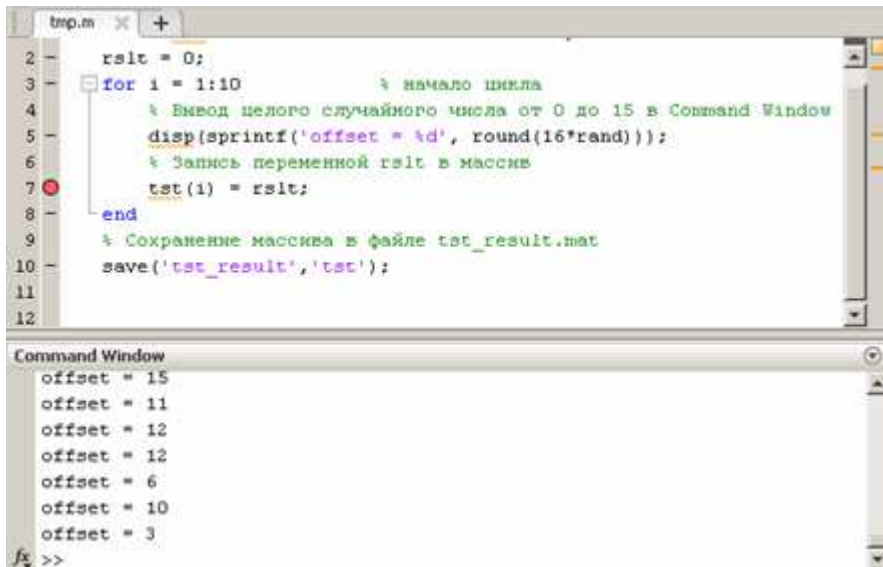 tmp.m
2 rslt = 0;
3 for i = 1:10 % начало цикла
4 % Вывод целого случайного числа от 0 до 15 в Command Window
5 disp(sprintf('offset = %d', round(16*rand)));
6 % Запись переменной rslt в массив
7 tst(i) = rslt;
8 end
9 % Сохранение массива в файле tst_result.mat
10 save('tst_result','tst');
11
12
Command Window
offset = 15
offset = 11
offset = 12
offset = 12
offset = 6
offset = 10
offset = 3
fx >>